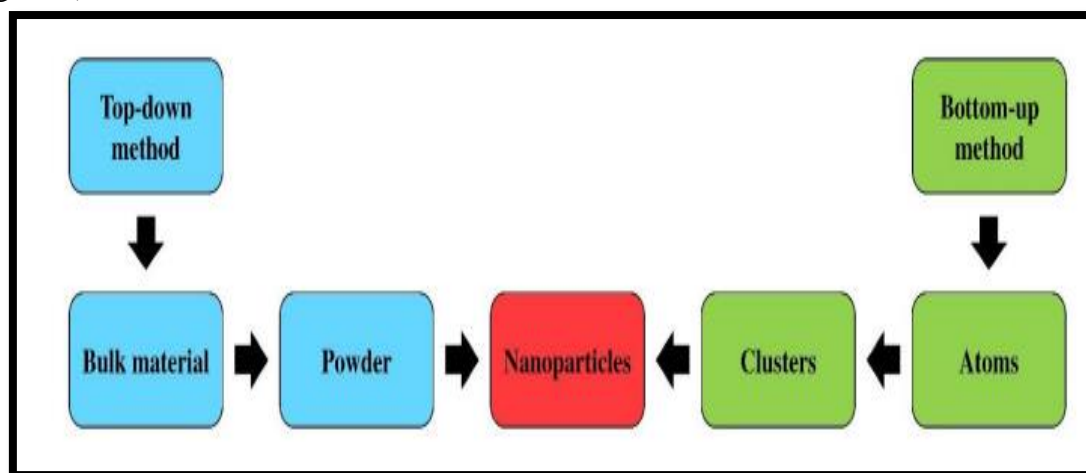 Top-down
method
Bottom-up
method
Bulk material
Powder
Nanoparticles
Clusters
Atoms